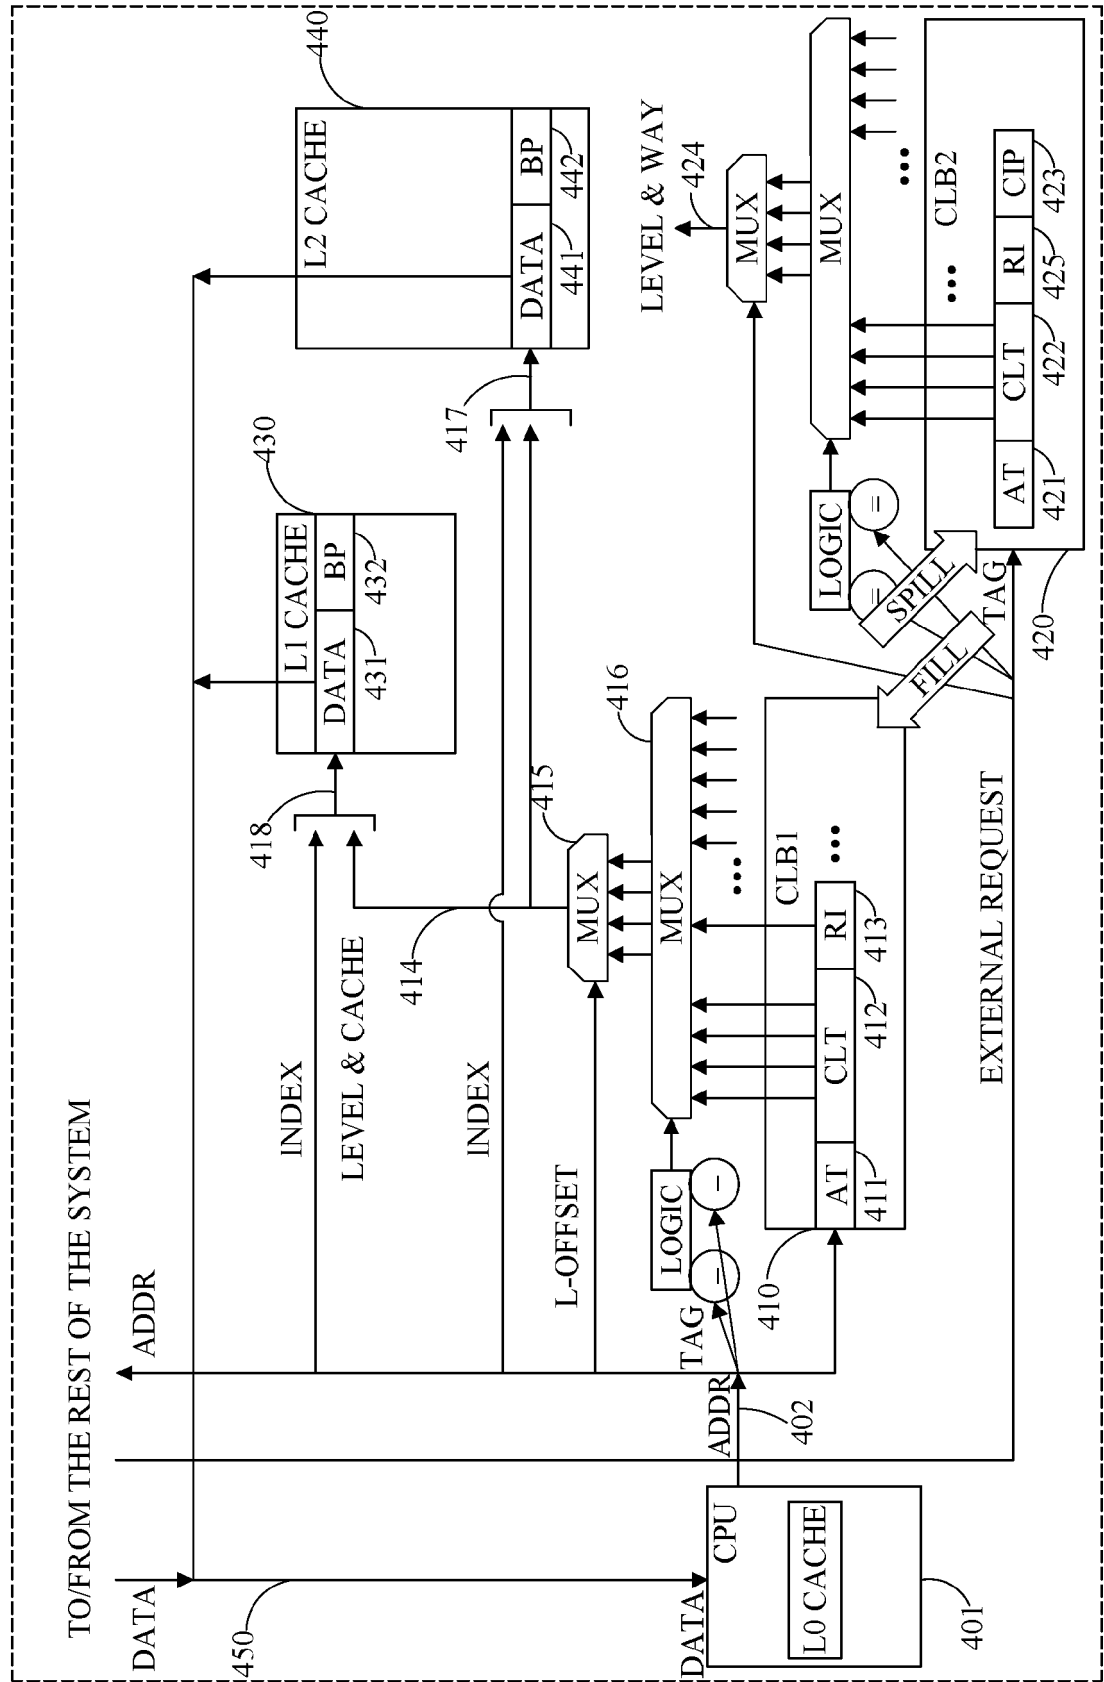 TO/FROM THE REST OF THE SYSTEM
DATA
ADDR
450
INDEX
LEVEL & CACHE
418
L1 CACHE
430
DATA
BP
431
432
L2 CACHE
440
DATA
BP
441
442
417
INDEX
414
L-OFFSET
MUX
415
416
MUX
LOGIC
=
=
TAG
DATA
CPU
L0 CACHE
401
ADDR
402
410
CLB1
AT
CLT
RI
411
412
413
...
...
EXTERNAL REQUEST
FILL
SPILL
TAG
LEVEL & WAY
424
MUX
MUX
LOGIC
=
=
...
...
CLB2
AT
CLT
RI
CIP
421
422
425
423
420